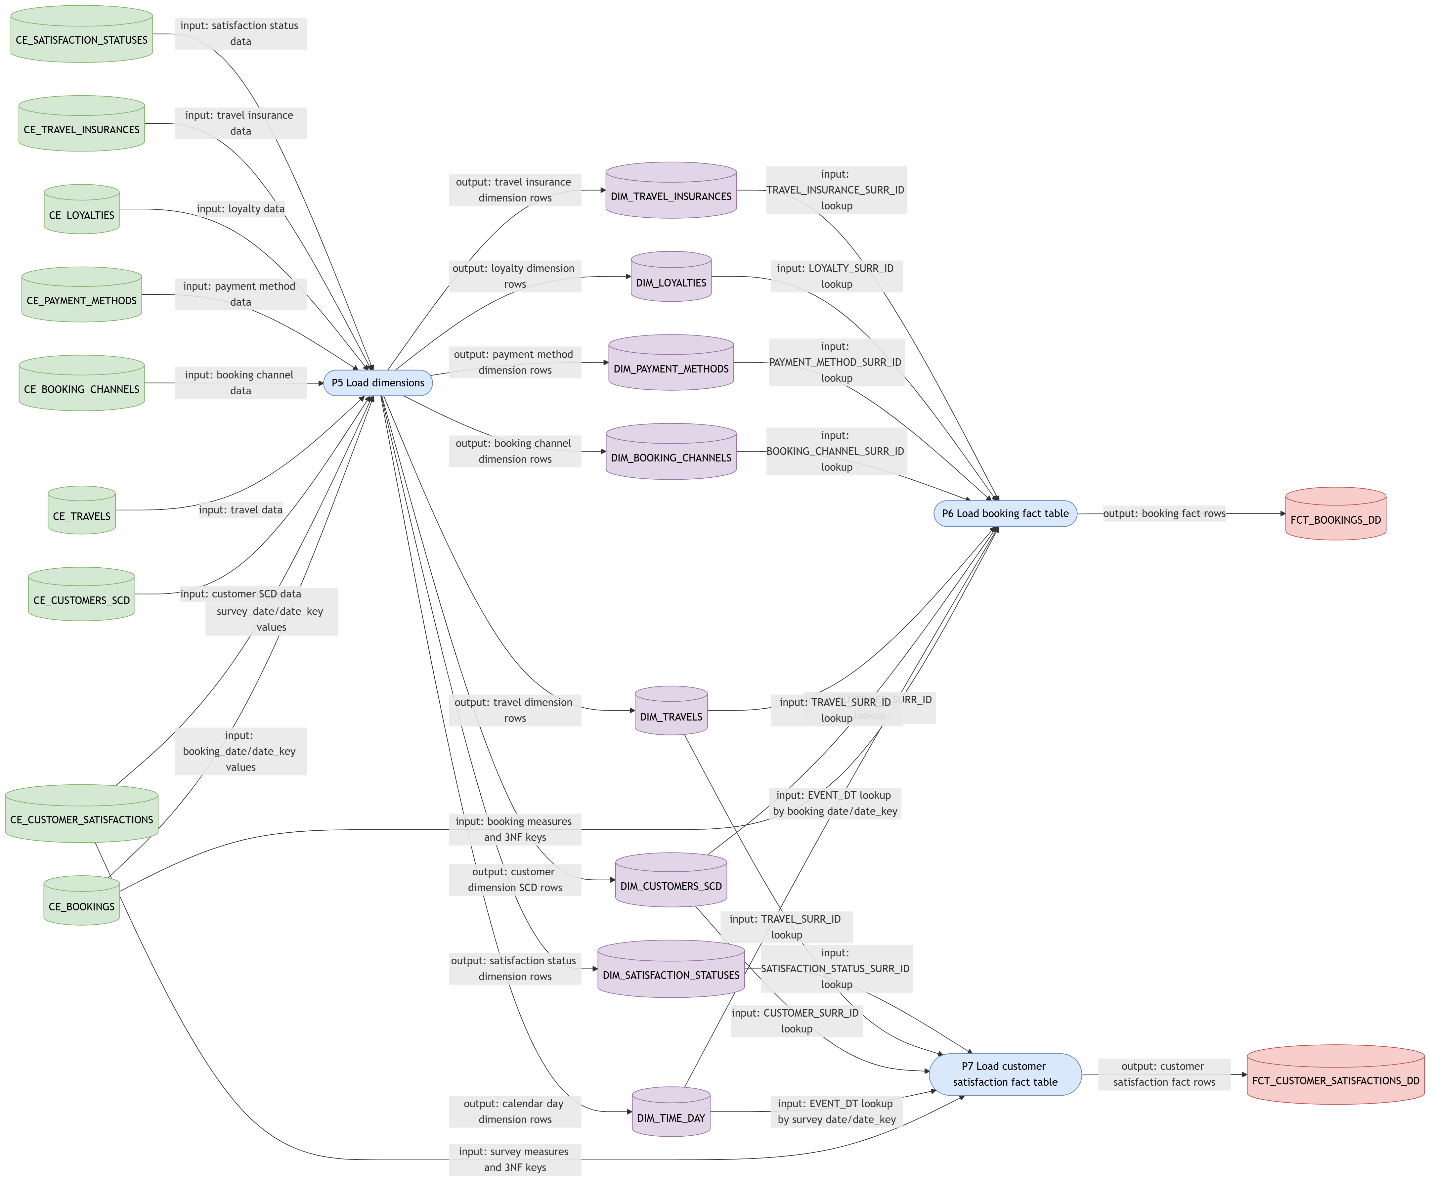 CE_SATISFACTION_STATUSES
input: satisfaction status
data
CE_TRAVEL_INSURANCES
input: travel insurance
data
CE_LOYALTIES
input: loyalty data
CE_PAYMENT_METHODS
input: payment method
data
CE_BOOKING_CHANNELS
input: booking channel
data
CE_TRAVELS
input: travel data
CE_CUSTOMERS_SCD
input: customer SCD data
survey_date/date_key
values
input:
booking_date/date_key
values
CE_CUSTOMER_SATISFACTIONS
CE_BOOKINGS
P5 Load dimensions
output: travel insurance
dimension rows
output: loyalty dimension
rows
output: payment method
dimension rows
output: booking channel
dimension rows
output: travel dimension
rows
input: booking measures
and 3NF keys
output: customer
dimension SCD rows
output: satisfaction status
dimension rows
output: calendar day
dimension rows
input: survey measures
and 3NF keys
DIM_TRAVEL_INSURANCES
DIM_LOYALTIES
DIM_PAYMENT_METHODS
DIM_BOOKING_CHANNELS
DIM_TRAVELS
DIM_CUSTOMERS_SCD
DIM_SATISFACTION_STATUSES
DIM_TIME_DAY
input:
TRAVEL_INSURANCE_SURR_ID
lookup
input: LOYALTY_SURR_ID
lookup
input:
PAYMENT_METHOD_SURR_ID
lookup
input:
BOOKING_CHANNEL_SURR_ID
lookup
input: TRAVEL_SURR_ID
lookup
input: EVENT_DT lookup
by booking date/date_key
input: TRAVEL_SURR_ID
lookup
input:
SATISFACTION_STATUS_SURR_ID
lookup
input: CUSTOMER_SURR_ID
lookup
input: EVENT_DT lookup
by survey date/date_key
P6 Load booking fact table
output: booking fact rows
FCT_BOOKINGS_DD
P7 Load customer
satisfaction fact table
output: customer
satisfaction fact rows
FCT_CUSTOMER_SATISFACTIONS_DD